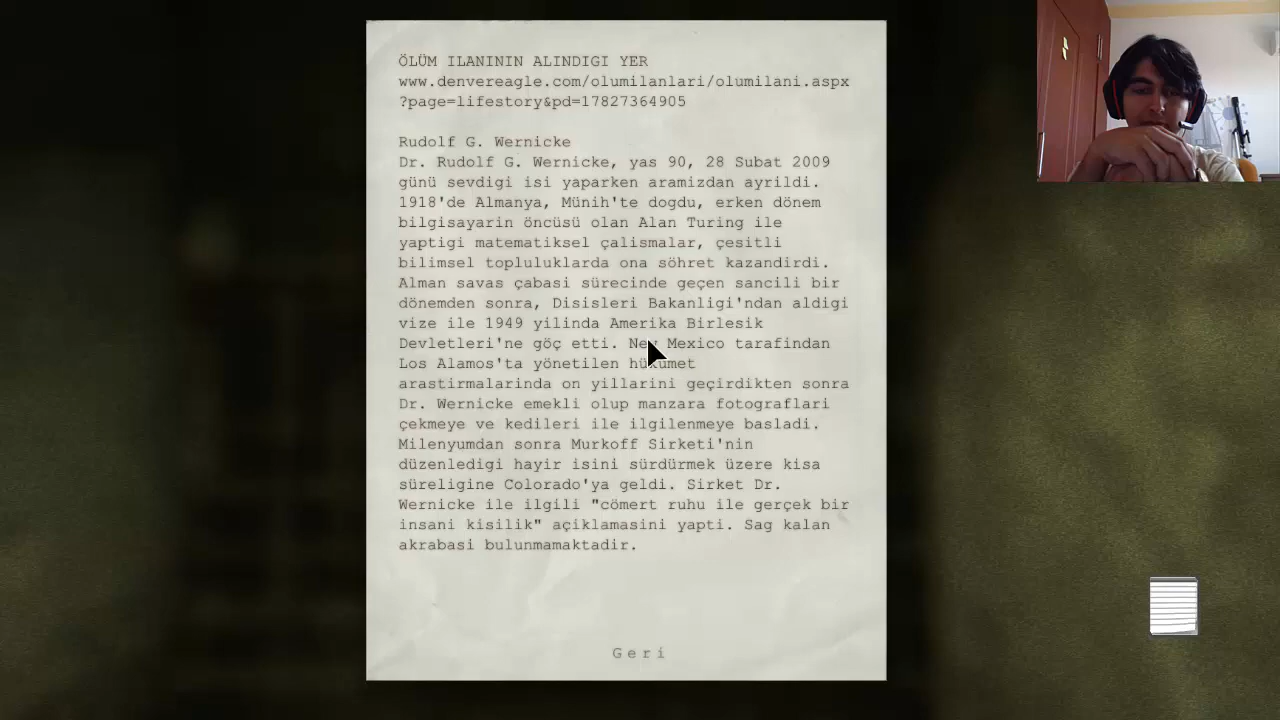 ÖLÜM ILANININ ALINDIGI YER
www.denvereagle.com/olumilanlari/olumilani.aspx
?page=lifestory&pd=17827364905
Rudolf G. Wernicke
Dr. Rudolf G. Wernicke, yas 90, 28 Subat 2009
günü sevdigi isi yaparken aramizdan ayrildi.
1918'de Almanya, Münih'te dogdu, erken dönem
bilgisayarin öncüsü olan Alan Turing ile
yaptigi matematiksel çalismalar, çesitli
bilimsel topluluklarda ona söhret kazandirdi.
Alman savas çabasi sürecinde geçen sancili bir
dönemden sonra, Disisleri Bakanligi'ndan aldigi
vize ile 1949 yilinda Amerika Birlesik
Devletleri'ne göç etti. New Mexico tarafindan
Los Alamos'ta yönetilen hükumet
arastirmalarinda on yillarini geçirdikten sonra
Dr. Wernicke emekli olup manzara fotograflari
çekmeye ve kedileri ile ilgilenmeye basladi.
Milenyumdan sonra Murkoff Sirketi'nin
düzenledigi hayir isini sürdürmek üzere kisa
süreligine Colorado'ya geldi. Sirket Dr.
Wernicke ile ilgili "cömert ruhu ile gerçek bir
insani kisilik" açiklamasini yapti. Sag kalan
akrabasi bulunmamaktadir.
Geri